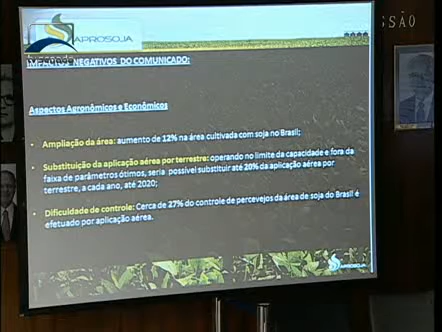 APROSOJA
SSÃO
IMPACTOS NEGATIVOS DO COMUNICADO:
Aspectos Agronômicos e Econômicos
• Ampliação da área: aumento de 12% na área cultivada com soja no Brasil;
• Substituição da aplicação aérea por terrestre: operando no limite da capacidade e fora da
faixa de parâmetros ótimos, seria possível substituir até 20% da aplicação aérea por
terrestre, a cada ano, até 2020;
• Dificuldade de controle: Cerca de 27% do controle de percevejos da área de soja do Brasil é
efetuado por aplicação aérea.
APROSOJA